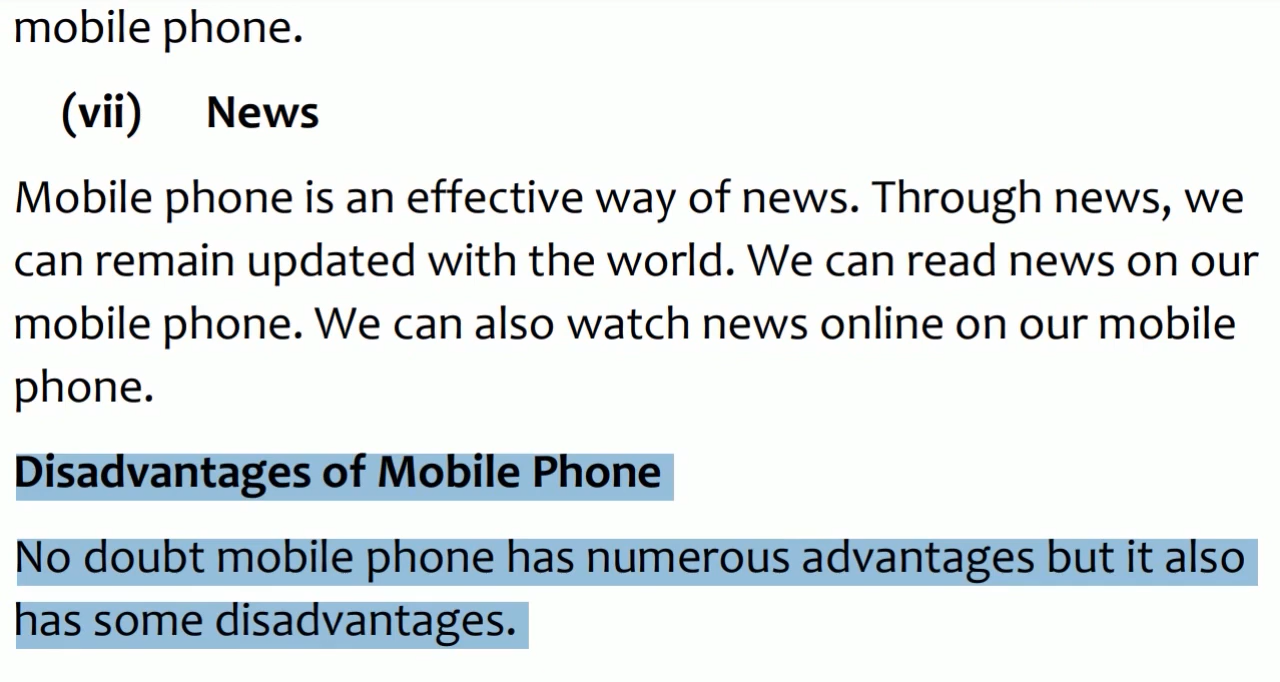 mobile phone.
(vii) News
Mobile phone is an effective way of news. Through news, we
can remain updated with the world. We can read news on our
mobile phone. We can also watch news online on our mobile
phone.
Disadvantages of Mobile Phone
No doubt mobile phone has numerous advantages but it also
has some disadvantages.